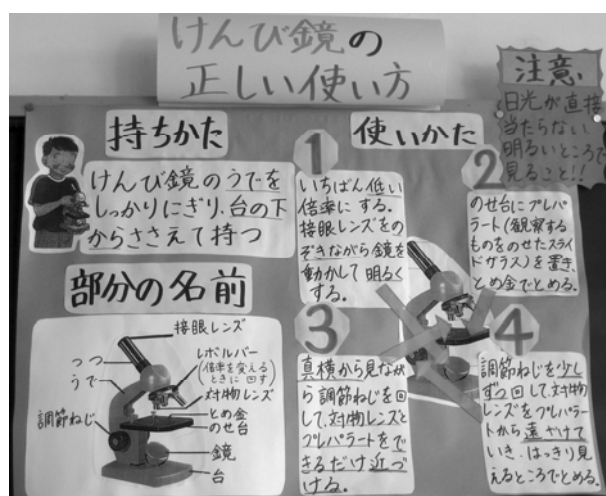 けんび鏡の
正しい使い方
注意
日光が直接
当たらない
明るいところで
見ること!!
持ちかた
けんび鏡のうでを
しっかりにぎり、台の下
からささえて持つ
使いかた
1
いちばん低い
倍率にする。
接眼レンズをの
ぞきながら鏡を
動かして明るく
する。
2
のせ台にプレパ
ラート(観察する
ものをのせたスライ
ドガラス)を置き、
とめ金でとめる。
3
真横から見なが
ら調節ねじを回
して、対物レンズと
プレパラートをで
きるだけ近づ
ける。
4
調節ねじを少し
ずつ回して、対物
レンズをプレパラー
トから遠ざけて
いき、はっきり見
えるところでとめる。
部分の名前
接眼レンズ
つつ
レボルバー
(倍率を変える
ときに回す)
うで
対物レンズ
とめ金
のせ台
調節ねじ
鏡
台